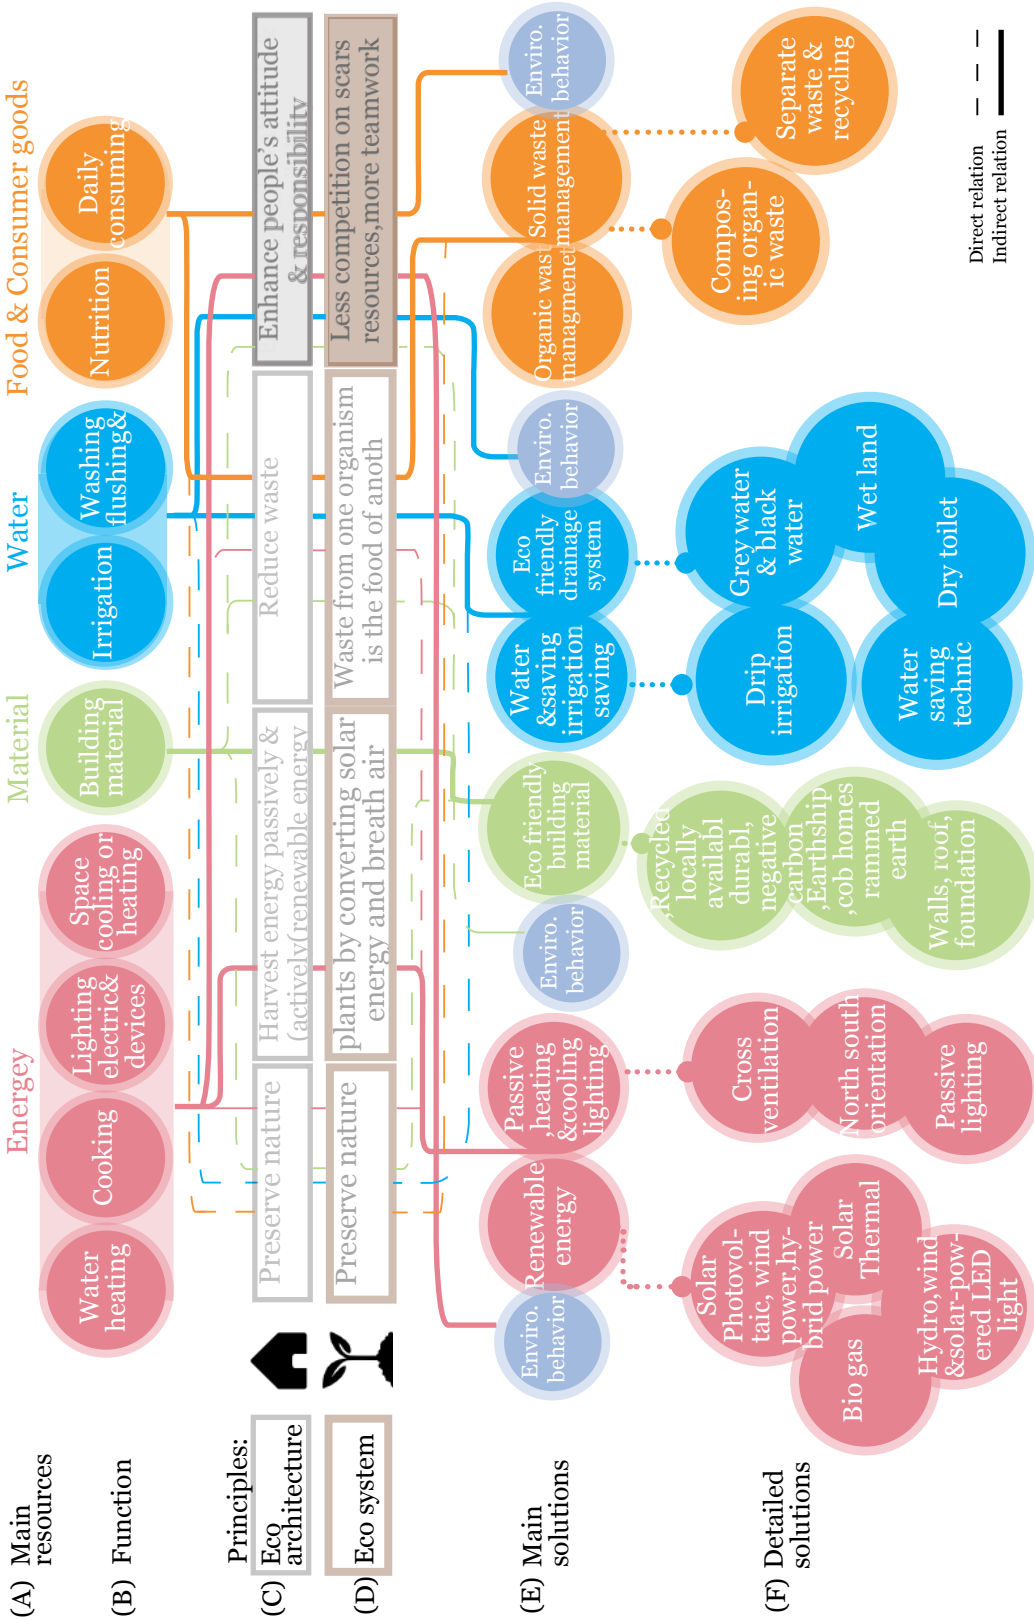 (A) Main
resources
Energey
Material
Water
Food & Consumer goods
(B) Function
Water
heating
Cooking
Lighting
electric&
devices
Space
cooling or
heating
Building
material
Irrigation
Washing
flushing&
Nutrition
Daily
consuming
Principles:
(C) Eco
architecture
Preserve nature
Harvest energy passively &
(actively(renewable energy
Reduce waste
Enhance people's attitude
& responsibility
(D) Eco system
Preserve nature
plants by converting solar
energy and breath air
Waste from one organism
is the food of anoth
Less competition on scars
resources,more teamwork
(E) Main
solutions
Enviro.
behavior
Renewable
energy
Passive
,heating
&cooling
lighting
Enviro.
behavior
Eco friendly
building
material
Water
&saving
irrigation
saving
Eco
friendly
drainage
system
Enviro.
behavior
Organic wast
managmenet
Solid waste
management
Enviro.
behavior
(F) Detailed
solutions
Solar
Photovol-
taic, wind
power,hy-
brid power
Solar
Thermal
Bio gas
Hydro,wind
&solar-pow-
ered LED
light
Cross
ventilation
North south
orientation
Passive
lighting
,Recycled
locally
availabl
durabl,
negative
carbon
,Earthship
,cob homes
rammed
earth
Walls, roof,
foundation
Drip
irrigation
Water
saving
technic
Grey water
& black
water
Wet land
Dry toilet
Compos-
ing organ-
ic waste
Separate
waste &
recycling
Direct relation
Indirect relation